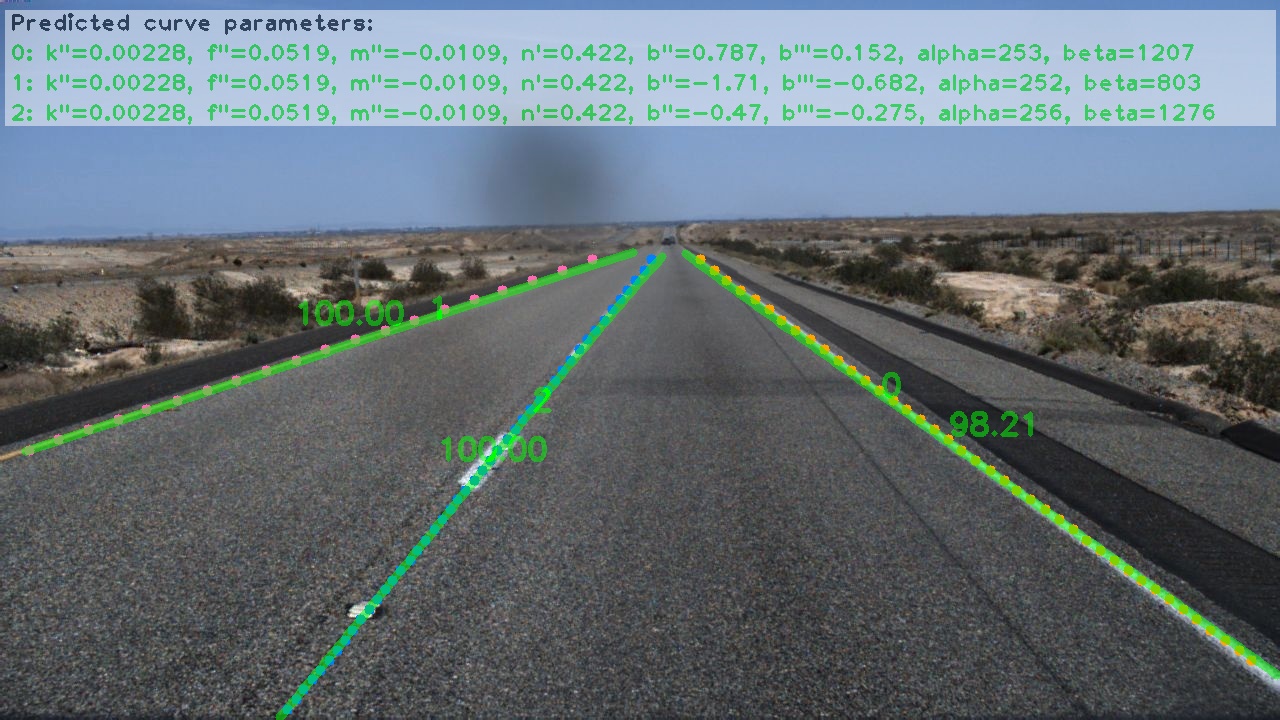 Predicted curve parameters:
0: k''=0.00228, f''=0.0519, m''=-0.0109, n'=0.422, b''=0.787, b'''=0.152, alpha=253, beta=1207
1: k''=0.00228, f''=0.0519, m''=-0.0109, n'=0.422, b''=-1.71, b'''=-0.682, alpha=252, beta=803
2: k''=0.00228, f''=0.0519, m''=-0.0109, n'=0.422, b''=-0.47, b'''=-0.275, alpha=256, beta=1276
100.00 1
0
2
98.21
100.00